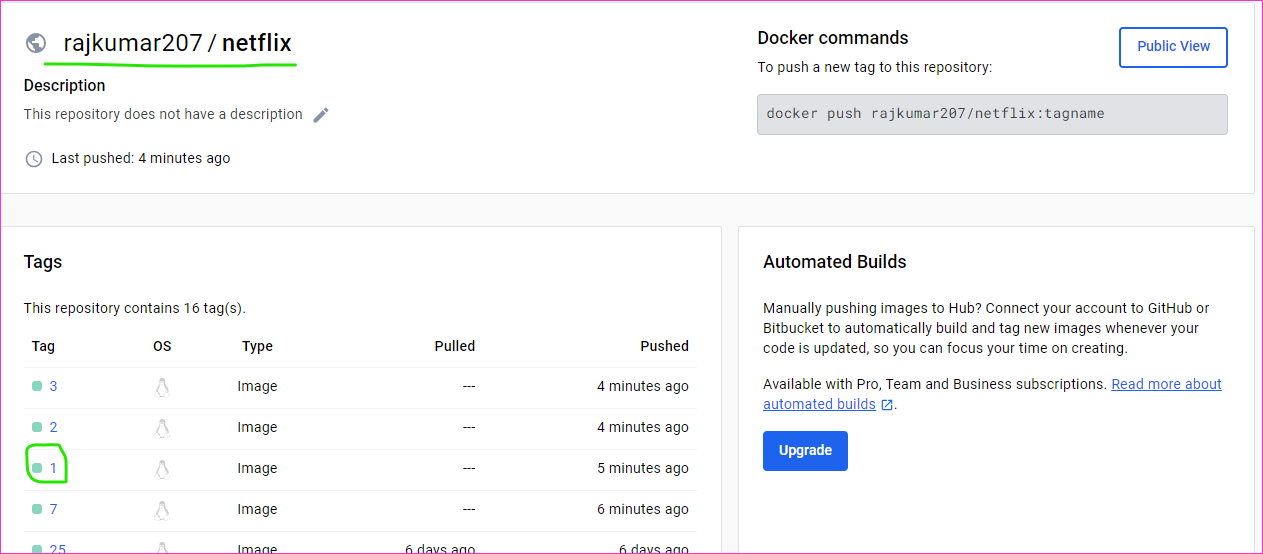 rajkumar207 / netflix
Description
This repository does not have a description
Last pushed: 4 minutes ago
Docker commands
To push a new tag to this repository:
Public View
docker push rajkumar207/netflix:tagname
Tags
This repository contains 16 tag(s).
Tag OS Type Pulled Pushed
3 Image --- 4 minutes ago
2 Image --- 4 minutes ago
1 Image --- 5 minutes ago
7 Image --- 6 minutes ago
25 Image 6 days ago 6 days ago
Automated Builds
Manually pushing images to Hub? Connect your account to GitHub or
Bitbucket to automatically build and tag new images whenever your
code is updated, so you can focus your time on creating.
Available with Pro, Team and Business subscriptions. Read more about
automated builds .
Upgrade